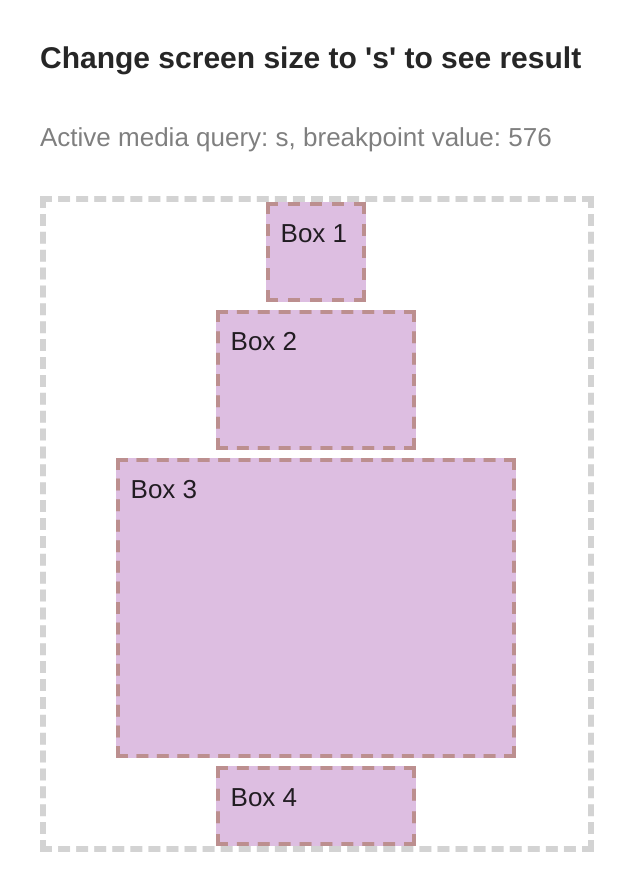 Change screen size to 's' to see result
Active media query: s, breakpoint value: 576
Box 1
Box 2
Box 3
Box 4